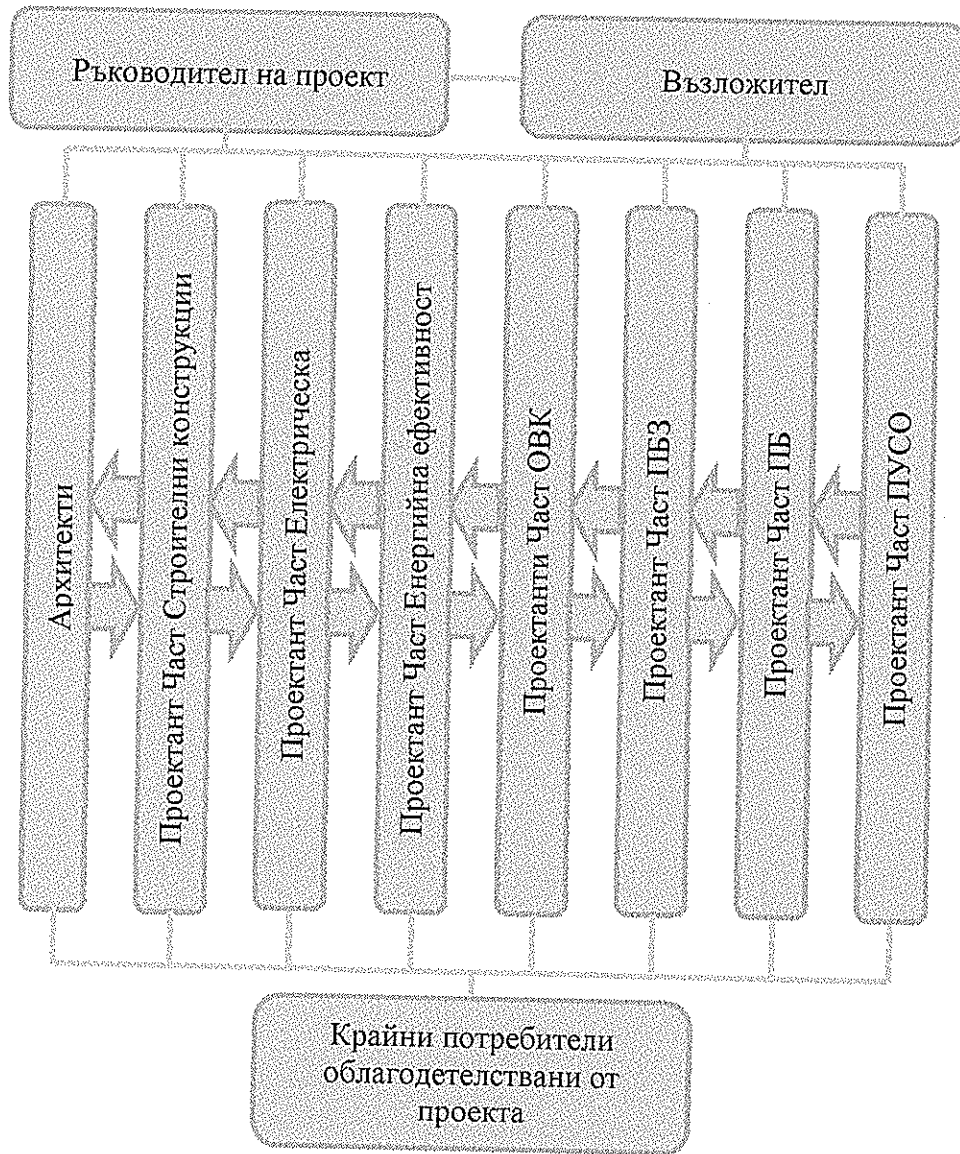 Ръководител на проект
Възложител
Архитекти
Проектант Част Строителни конструкции
Проектант Част Електрическа
Проектант Част Енергийна ефективност
Проектанти Част ОВК
Проектант Част ПБЗ
Проектант Част ПБ
Проектант Част ПУСО
Крайни потребители
облагодетелствани от
проекта